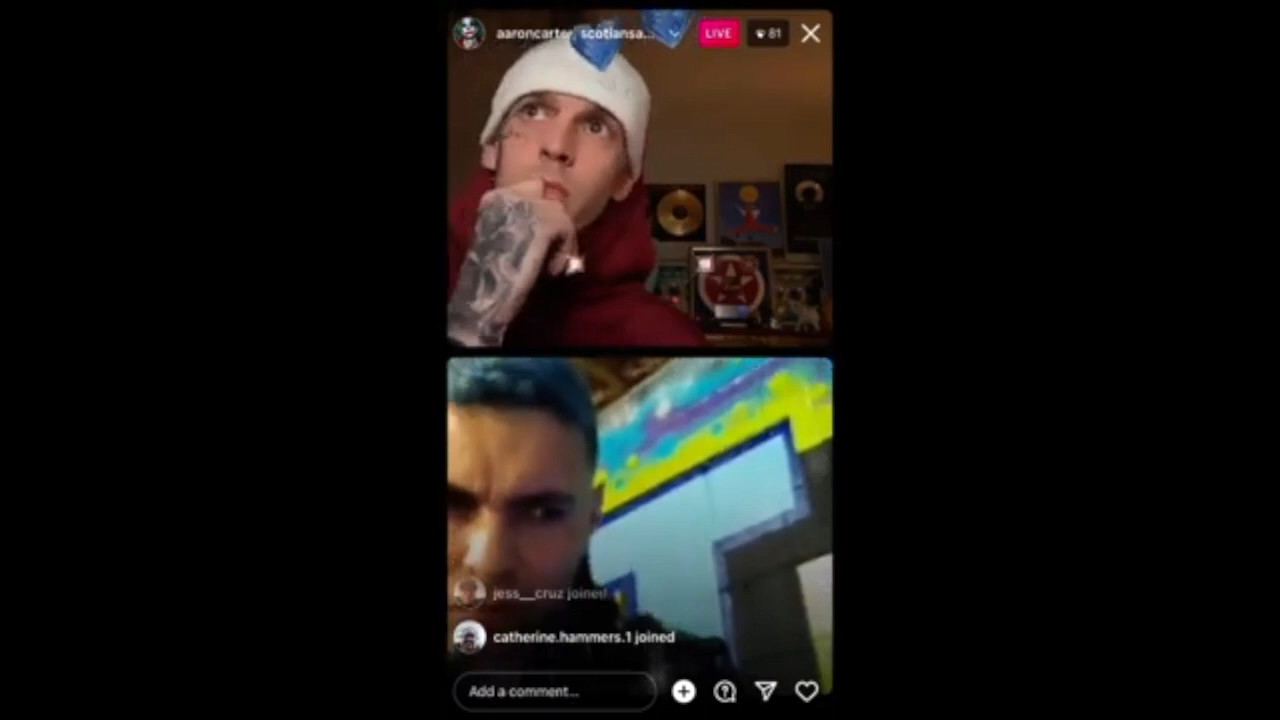 aaroncarter, scotiansa...
LIVE
81
jess__cruz joined
catherine.hammers.1 joined
Add a comment...